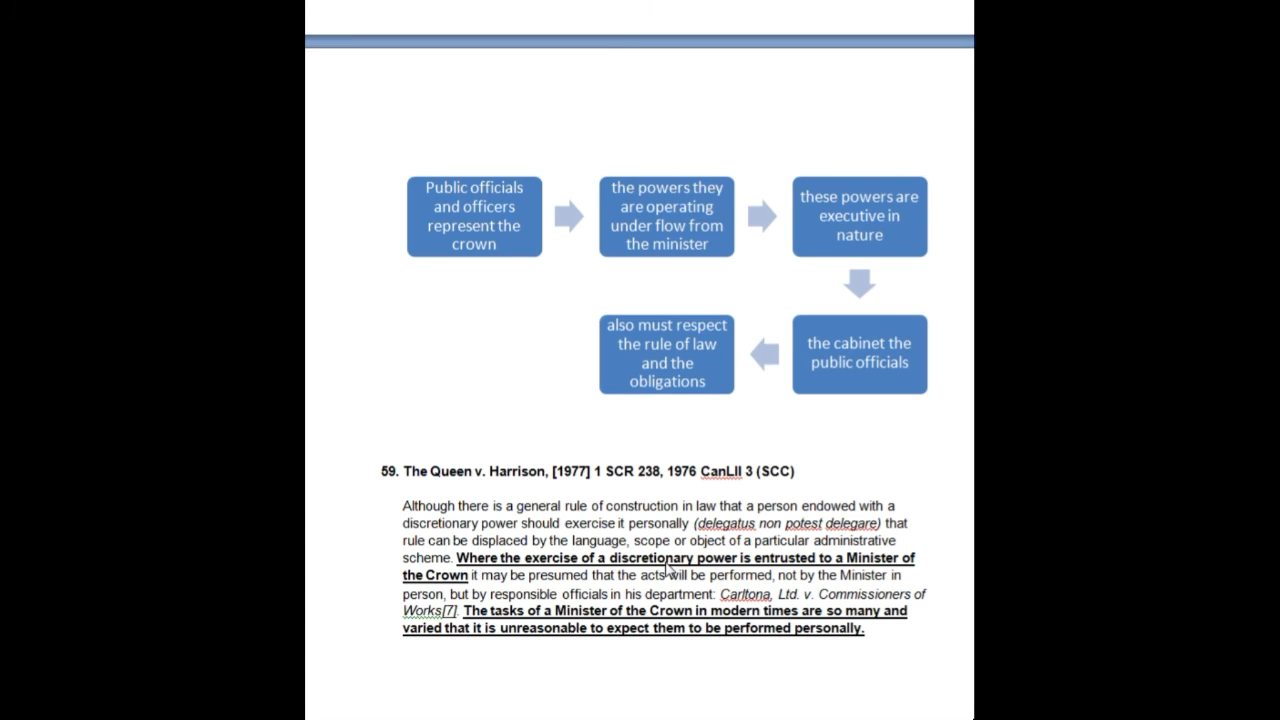 Public officials
and officers
represent the
crown
the powers they
are operating
under flow from
the minister
these powers are
executive in
nature
the cabinet the
public officials
also must respect
the rule of law
and the
obligations
59. The Queen v. Harrison, [1977] 1 SCR 238, 1976 CanLII 3 (SCC)
Although there is a general rule of construction in law that a person endowed with a
discretionary power should exercise it personally (delegatus non potest delegare) that
rule can be displaced by the language, scope or object of a particular administrative
scheme. Where the exercise of a discretionary power is entrusted to a Minister of
the Crown it may be presumed that the acts will be performed, not by the Minister in
person, but by responsible officials in his department: Carltona, Ltd. v. Commissioners of
Works[7]. The tasks of a Minister of the Crown in modern times are so many and
varied that it is unreasonable to expect them to be performed personally.